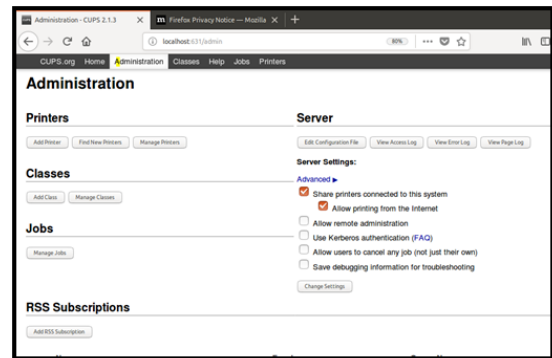 Administration - CUPS 2.1.3
Firefox Privacy Notice — Mozilla
localhost:631/admin
80%
CUPS.org Home Administration Classes Help Jobs Printers
Administration
Printers
Add Printer Find New Printers Manage Printers
Classes
Add Class Manage Classes
Jobs
Manage Jobs
RSS Subscriptions
Add RSS Subscription
Server
Edit Configuration File View Access Log View Error Log View Page Log
Server Settings:
Advanced ▶
Share printers connected to this system
Allow printing from the Internet
Allow remote administration
Use Kerberos authentication (FAQ)
Allow users to cancel any job (not just their own)
Save debugging information for troubleshooting
Change Settings